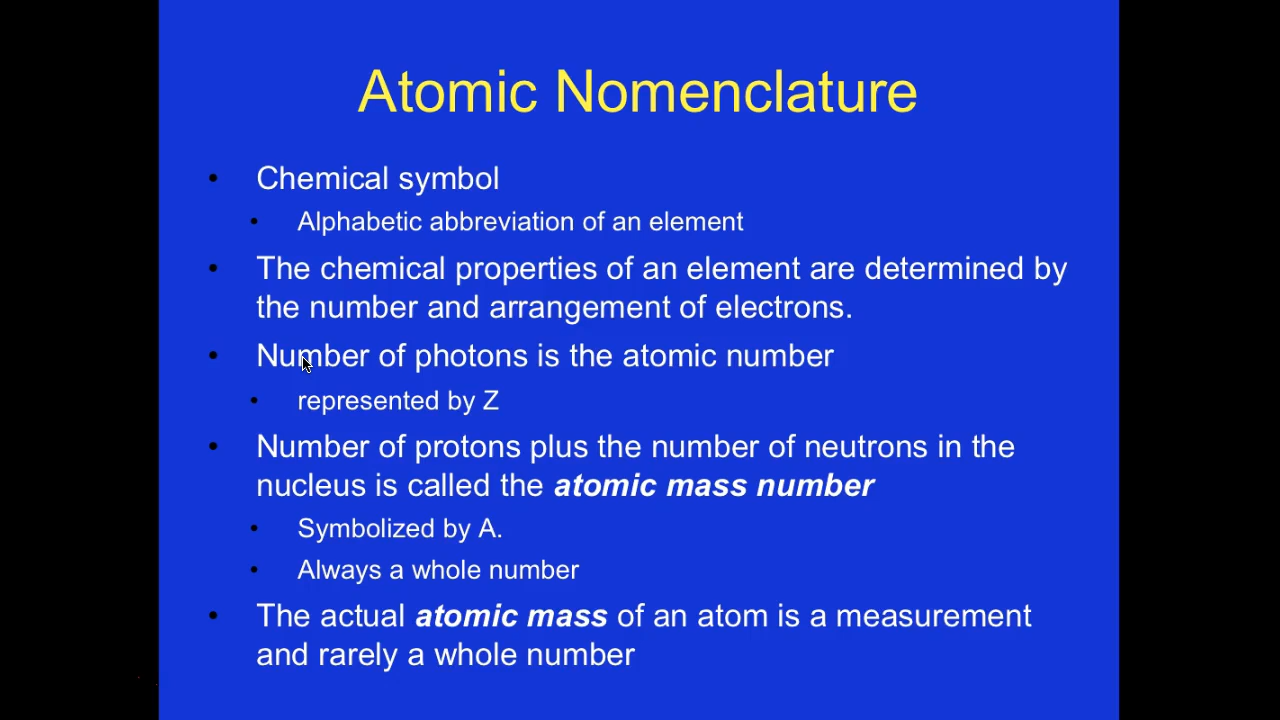 Atomic Nomenclature
• Chemical symbol
• Alphabetic abbreviation of an element
• The chemical properties of an element are determined by
the number and arrangement of electrons.
• Number of photons is the atomic number
• represented by Z
• Number of protons plus the number of neutrons in the
nucleus is called the atomic mass number
• Symbolized by A.
• Always a whole number
• The actual atomic mass of an atom is a measurement
and rarely a whole number